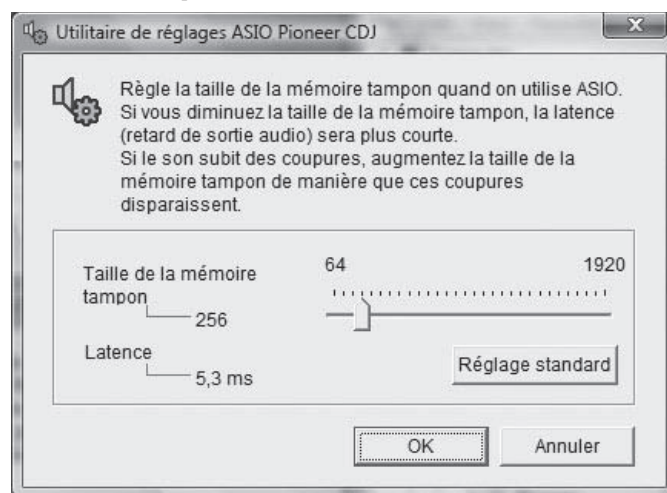 Utilitaire de réglages ASIO Pioneer CDJ
Règle la taille de la mémoire tampon quand on utilise ASIO.
Si vous diminuez la taille de la mémoire tampon, la latence
(retard de sortie audio) sera plus courte.
Si le son subit des coupures, augmentez la taille de la
mémoire tampon de manière que ces coupures
disparaissent.
Taille de la mémoire
tampon
256
64 1920
Latence
5,3 ms
Réglage standard
OK Annuler